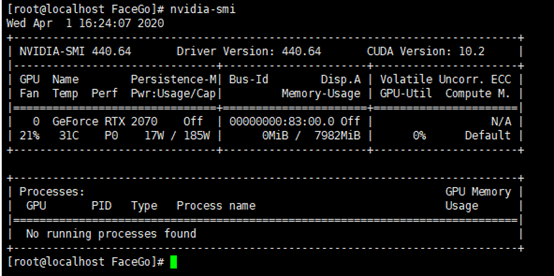 [root@localhost FaceGo]# nvidia-smi
Wed Apr  1 16:24:07 2020
+-----------------------------------------------------------------------------+
| NVIDIA-SMI 440.64       Driver Version: 440.64       CUDA Version: 10.2     |
|-------------------------------+----------------------+----------------------+
| GPU  Name        Persistence-M| Bus-Id        Disp.A | Volatile Uncorr. ECC |
| Fan  Temp  Perf  Pwr:Usage/Cap|         Memory-Usage | GPU-Util  Compute M. |
|===============================+======================+======================|
|   0  GeForce RTX 2070    Off  | 00000000:83:00.0 Off |                  N/A |
| 21%   31C    P0    17W / 185W |      0MiB /  7982MiB |      0%      Default |
+-------------------------------+----------------------+----------------------+

+-----------------------------------------------------------------------------+
| Processes:                                                       GPU Memory |
|  GPU       PID   Type   Process name                             Usage      |
|=============================================================================|
|  No running processes found                                                 |
+-----------------------------------------------------------------------------+
[root@localhost FaceGo]#